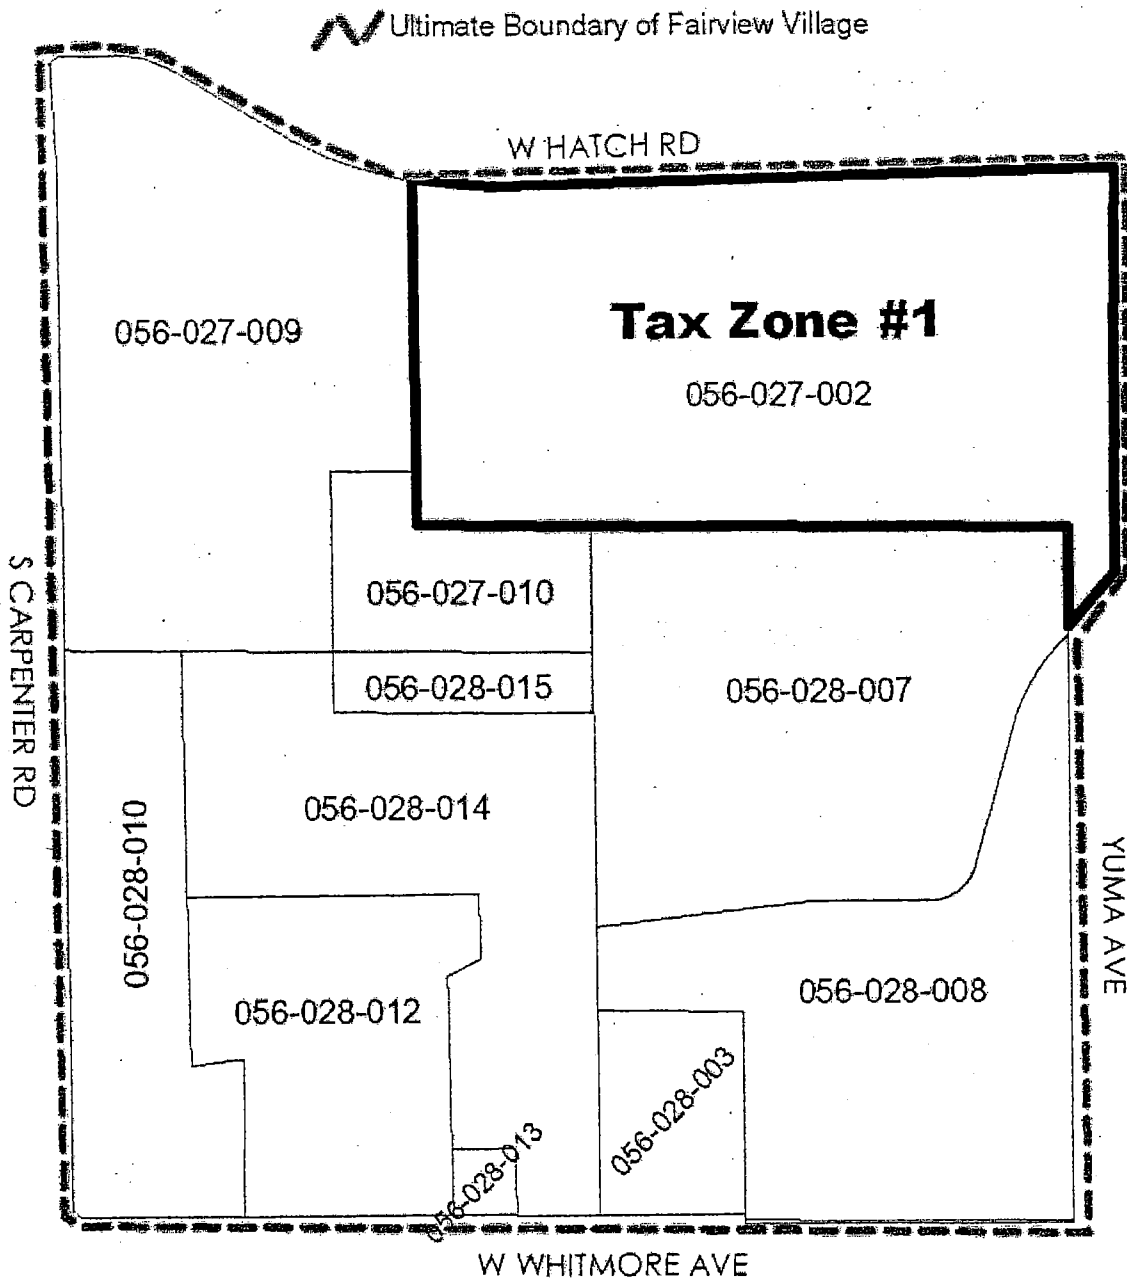 Ultimate Boundary of Fairview Village
W HATCH RD
Tax Zone #1
056-027-009
056-027-002
056-027-010
S CARPENTER RD
056-028-015
056-028-007
056-028-014
056-028-010
YUMA AVE
056-028-008
056-028-012
056-028-003
056-028-013
W WHITMORE AVE